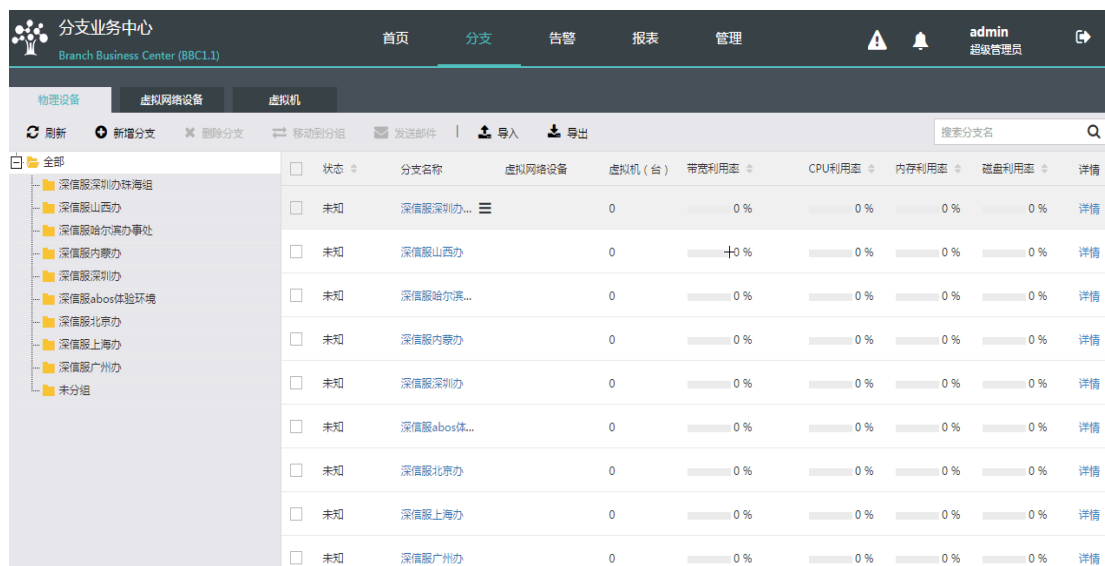 分支业务中心
Branch Business Center (BBC1.1)
首页 分支 告警 报表 管理
admin
超级管理员
物理设备 虚拟网络设备 虚拟机
刷新 新增分支 删除分支 移动到分组 发送邮件 导入 导出 搜索分支名
全部
深信服深圳办珠海组
深信服山西办
深信服哈尔滨办事处
深信服内蒙办
深信服深圳办
深信服abos体验环境
深信服北京办
深信服上海办
深信服广州办
未分组
状态 分支名称 虚拟网络设备 虚拟机（台） 带宽利用率 CPU利用率 内存利用率 磁盘利用率 详情
未知 深信服深圳办... 0 0 % 0 % 0 % 0 % 详情
未知 深信服山西办 0 0 % 0 % 0 % 0 % 详情
未知 深信服哈尔滨... 0 0 % 0 % 0 % 0 % 详情
未知 深信服内蒙办 0 0 % 0 % 0 % 0 % 详情
未知 深信服深圳办 0 0 % 0 % 0 % 0 % 详情
未知 深信服abos体... 0 0 % 0 % 0 % 0 % 详情
未知 深信服北京办 0 0 % 0 % 0 % 0 % 详情
未知 深信服上海办 0 0 % 0 % 0 % 0 % 详情
未知 深信服广州办 0 0 % 0 % 0 % 0 % 详情